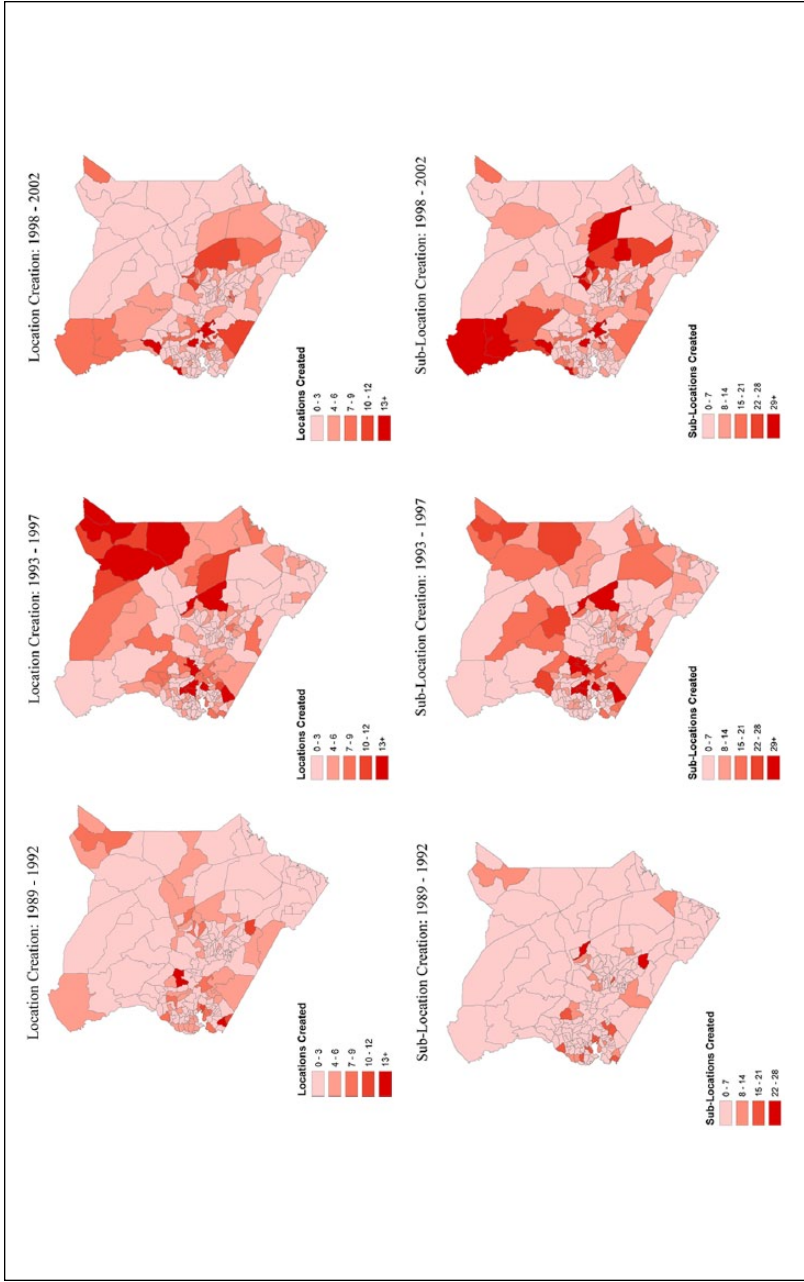 Location Creation: 1989 - 1992
Locations Created
0 - 3
4 - 6
7 - 9
10 - 12
13+
Location Creation: 1993 - 1997
Locations Created
0 - 3
4 - 6
7 - 9
10 - 12
13+
Location Creation: 1998 - 2002
Locations Created
0 - 3
4 - 6
7 - 9
10 - 12
13+
Sub-Location Creation: 1989 - 1992
Sub-Locations Created
0 - 7
8 - 14
15 - 21
22 - 28
Sub-Location Creation: 1993 - 1997
Sub-Locations Created
0 - 7
8 - 14
15 - 21
22 - 28
29+
Sub-Location Creation: 1998 - 2002
Sub-Locations Created
0 - 7
8 - 14
15 - 21
22 - 28
29+